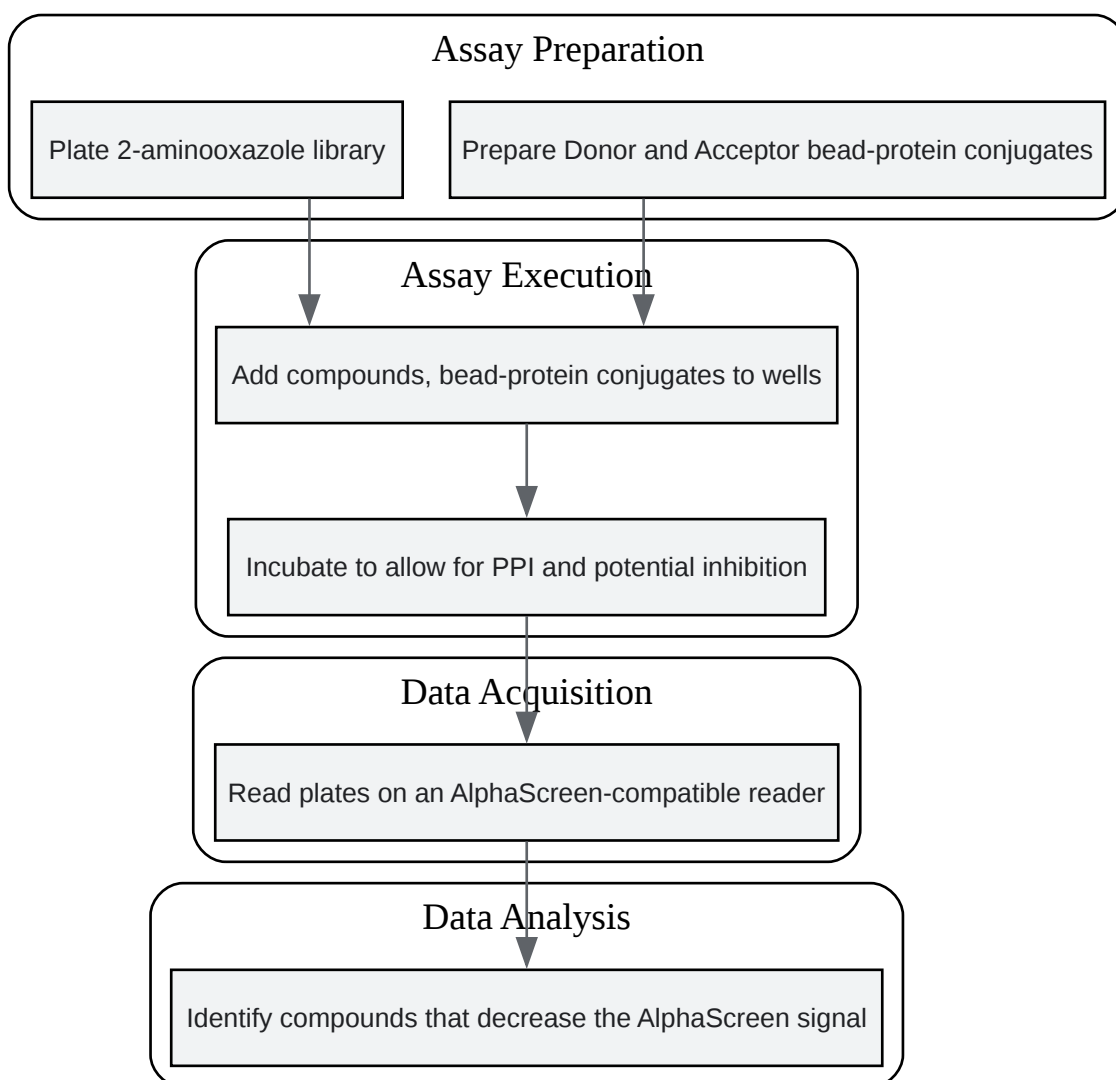 Assay Preparation
Plate 2-aminooxazole library
Prepare Donor and Acceptor bead-protein conjugates
Assay Execution
Add compounds, bead-protein conjugates to wells
Incubate to allow for PPI and potential inhibition
Data Acquisition
Read plates on an AlphaScreen-compatible reader
Data Analysis
Identify compounds that decrease the AlphaScreen signal